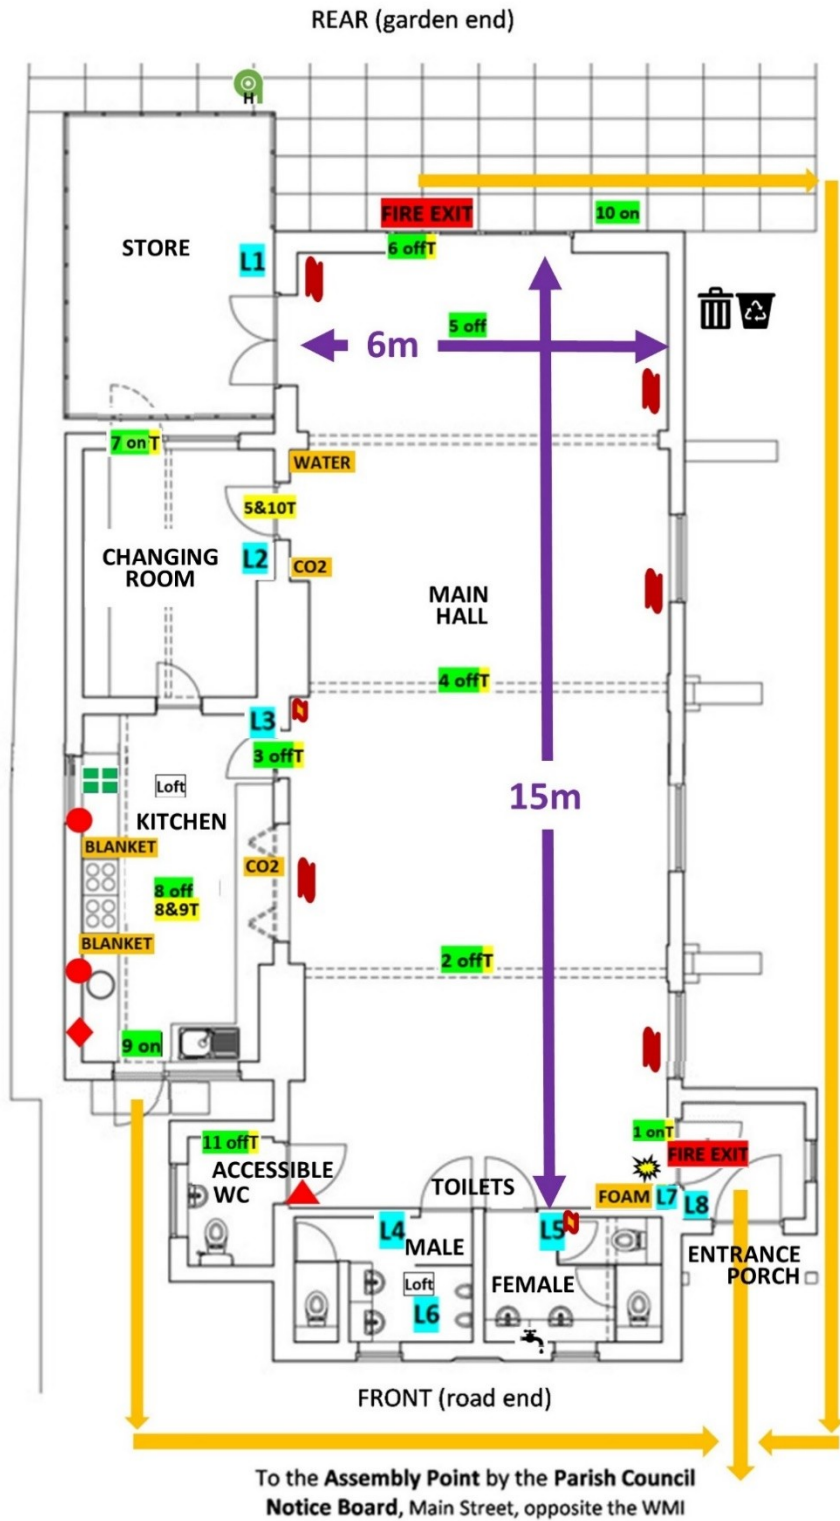 REAR (garden end)
H
FIRE EXIT
10 on
STORE
L1
6 offT
5 off
6m
7 onT
WATER
5&10T
CHANGING
ROOM
L2
CO2
MAIN
HALL
4 offT
L3
3 offT
Loft
KITCHEN
15m
BLANKET
CO2
8 off
8&9T
BLANKET
2 offT
9 on
11 offT
1 onT
FIRE EXIT
ACCESSIBLE
WC
TOILETS
FOAM
L7
L8
L4
MALE
L5
ENTRANCE
PORCH
Loft
FEMALE
L6
FRONT (road end)
To the Assembly Point by the Parish Council
Notice Board, Main Street, opposite the WMI